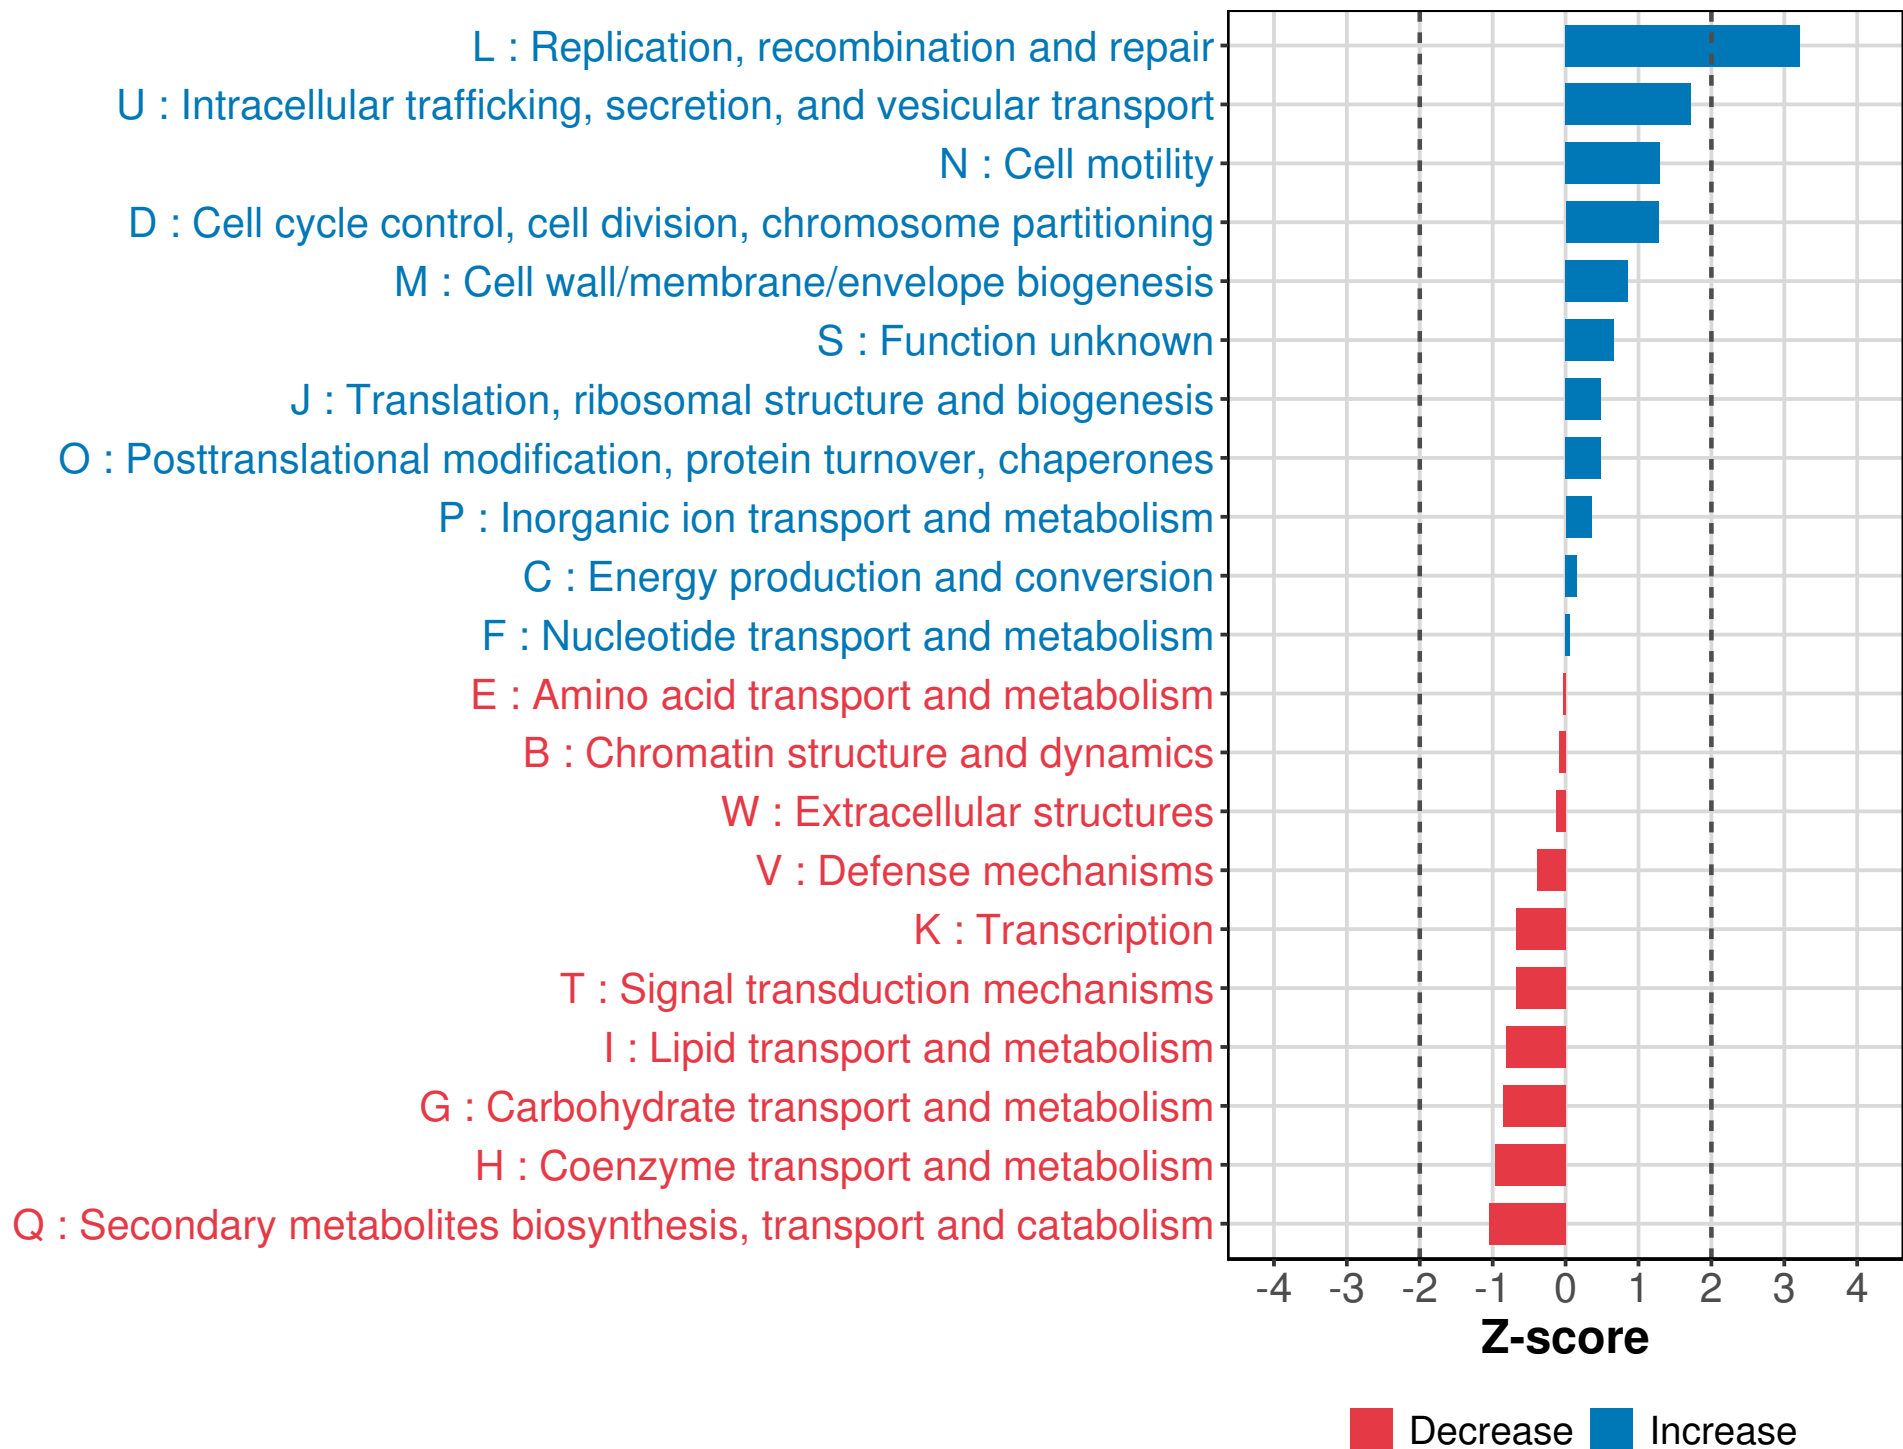 L : Replication, recombination and repair
U : Intracellular trafficking, secretion, and vesicular transport
N : Cell motility
D : Cell cycle control, cell division, chromosome partitioning
M : Cell wall/membrane/envelope biogenesis
S : Function unknown
J : Translation, ribosomal structure and biogenesis
O : Posttranslational modification, protein turnover, chaperones
P : Inorganic ion transport and metabolism
C : Energy production and conversion
F : Nucleotide transport and metabolism
E : Amino acid transport and metabolism
B : Chromatin structure and dynamics
W : Extracellular structures
V : Defense mechanisms
K : Transcription
T : Signal transduction mechanisms
I : Lipid transport and metabolism
G : Carbohydrate transport and metabolism
H : Coenzyme transport and metabolism
Q : Secondary metabolites biosynthesis, transport and catabolism
-4 -3 -2 -1 0 1 2 3 4
Z-score
Decrease Increase